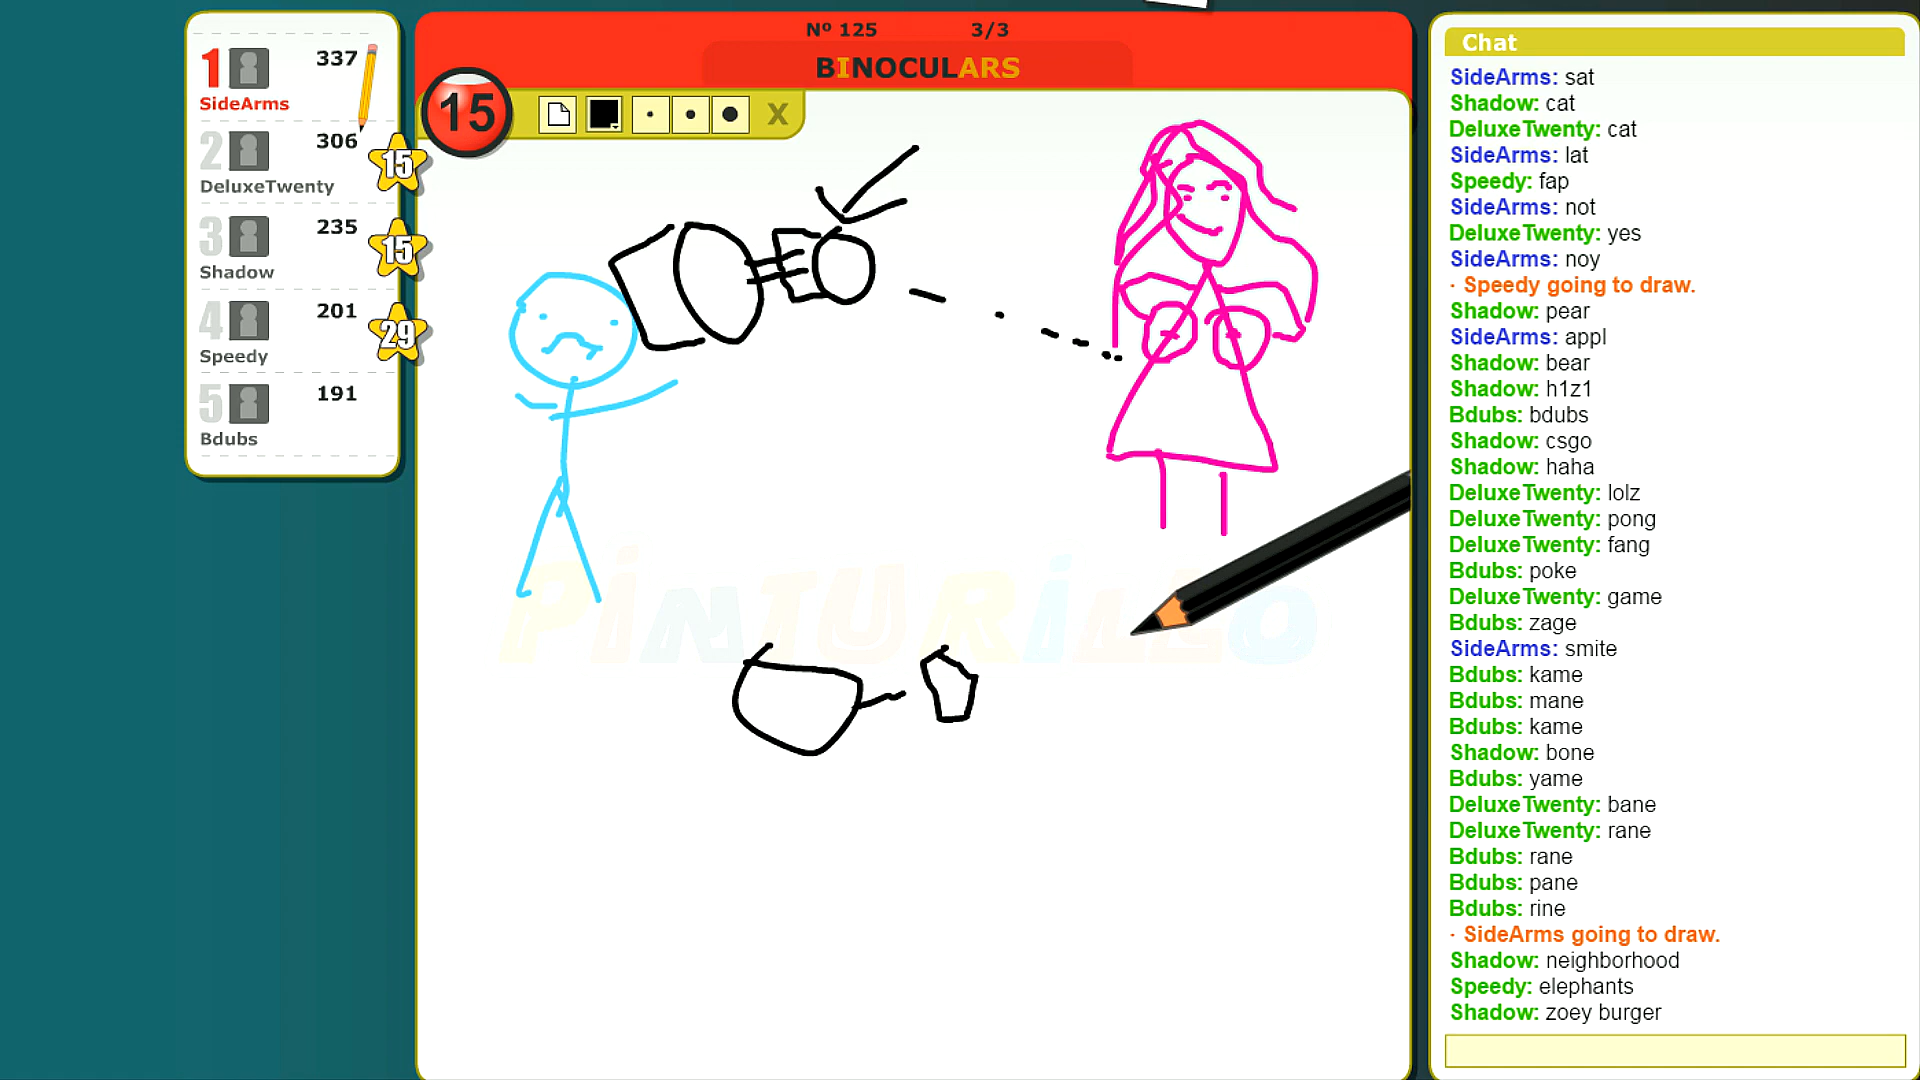 1 337
SideArms
2 306 15
DeluxeTwenty
3 235 15
Shadow
4 201 29
Speedy
5 191
Bdubs
Nº 125 3/3
BINOCULARS
15
X
PiNTURiLLO
Chat
SideArms: sat
Shadow: cat
DeluxeTwenty: cat
SideArms: lat
Speedy: fap
SideArms: not
DeluxeTwenty: yes
SideArms: noy
· Speedy going to draw.
Shadow: pear
SideArms: appl
Shadow: bear
Shadow: h1z1
Bdubs: bdubs
Shadow: csgo
Shadow: haha
DeluxeTwenty: lolz
DeluxeTwenty: pong
DeluxeTwenty: fang
Bdubs: poke
DeluxeTwenty: game
Bdubs: zage
SideArms: smite
Bdubs: kame
Bdubs: mane
Bdubs: kame
Shadow: bone
Bdubs: yame
DeluxeTwenty: bane
DeluxeTwenty: rane
Bdubs: rane
Bdubs: pane
Bdubs: rine
· SideArms going to draw.
Shadow: neighborhood
Speedy: elephants
Shadow: zoey burger